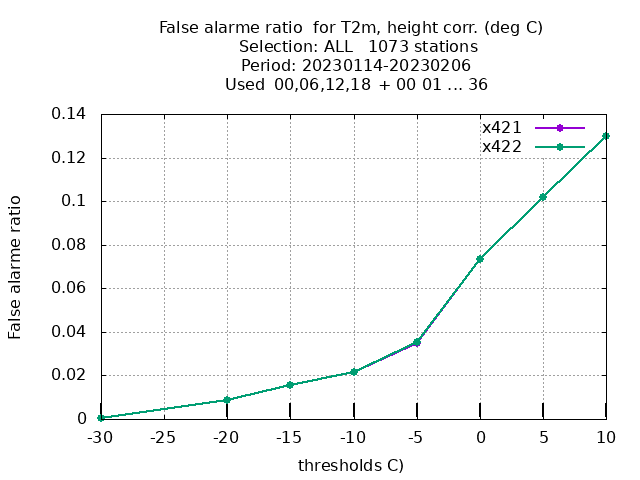 False alarme ratio  for T2m, height corr. (deg C)
Selection: ALL   1073 stations
Period: 20230114-20230206
Used  00,06,12,18  + 00 01 ... 36
x421
x422
False alarme ratio
0.14
0.12
0.1
0.08
0.06
0.04
0.02
0
-30 -25 -20 -15 -10 -5 0 5 10
thresholds C)